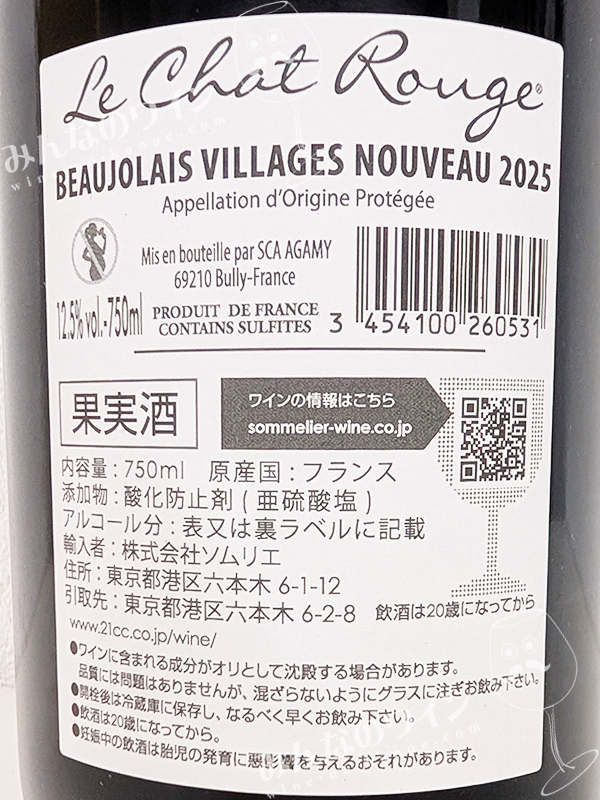 Le Chat Rouge®
BEAUJOLAIS VILLAGES NOUVEAU 2025
Appellation d'Origine Protégée
Mis en bouteille par SCA AGAMY
69210 Bully-France
12.5% vol.-750ml
PRODUIT DE FRANCE
CONTAINS SULFITES
3 454100 260531
果実酒
ワインの情報はこちら
sommelier-wine.co.jp
内容量：750ml 原産国：フランス
添加物：酸化防止剤（亜硫酸塩）
アルコール分：表又は裏ラベルに記載
輸入者：株式会社ソムリエ
住所：東京都港区六本木 6-1-12
引取先：東京都港区六本木 6-2-8 飲酒は20歳になってから
www.21cc.co.jp/wine/
●ワインに含まれる成分がオリとして沈殿する場合があります。
品質には問題はありませんが、混ざらないようにグラスに注ぎお飲み下さい。
●開栓後は冷蔵庫に保存し、なるべく早くお飲み下さい。
●飲酒は20歳になってから。
●妊娠中の飲酒は胎児の発育に悪影響を与えるおそれがあります。
みんなのワイン